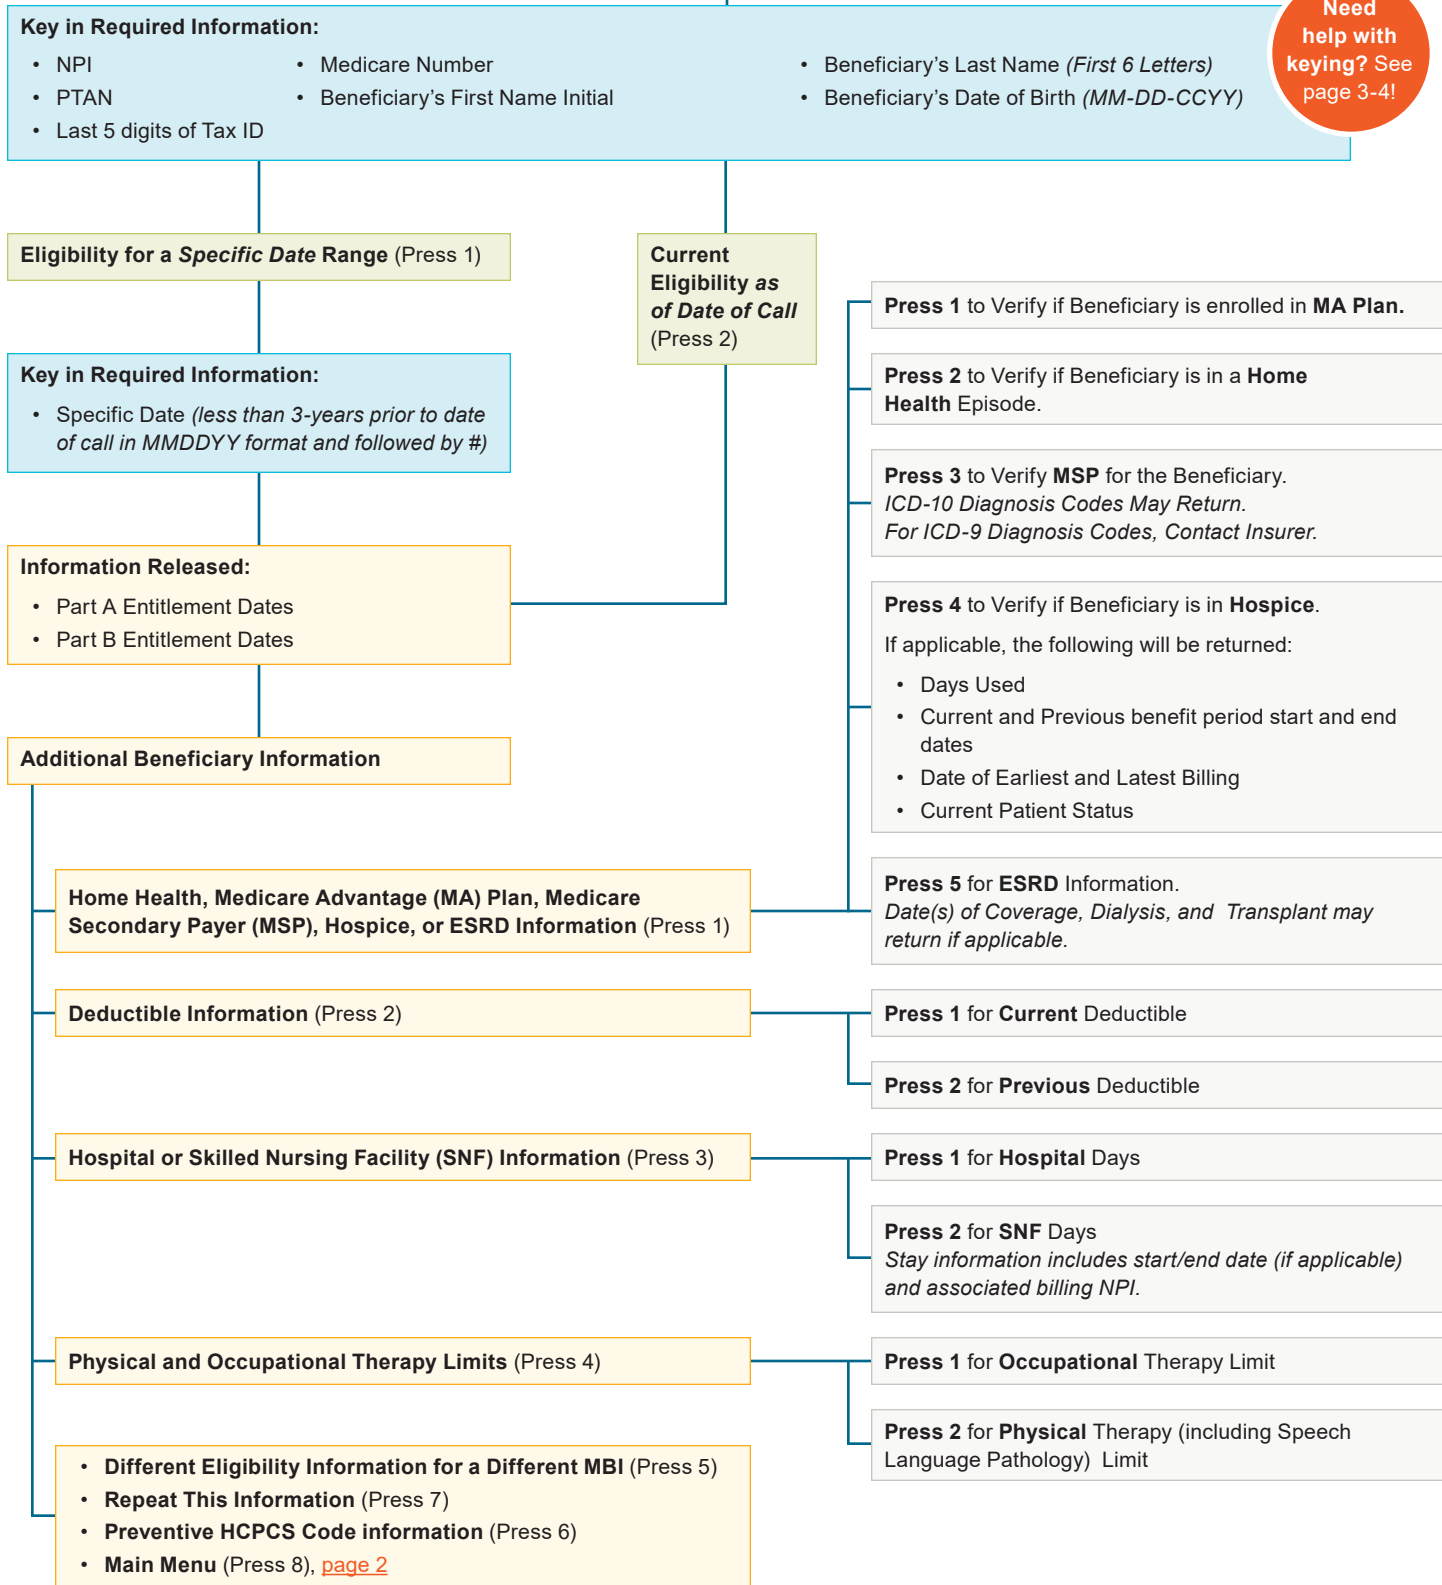 Need
help with
keying? See
page 3-4!
Key in Required Information:
• NPI
• PTAN
• Last 5 digits of Tax ID
• Medicare Number
• Beneficiary's First Name Initial
• Beneficiary's Last Name (First 6 Letters)
• Beneficiary's Date of Birth (MM-DD-CCYY)
Eligibility for a Specific Date Range (Press 1)
Current
Eligibility as
of Date of Call
(Press 2)
Key in Required Information:
• Specific Date (less than 3-years prior to date
of call in MMDDYY format and followed by #)
Information Released:
• Part A Entitlement Dates
• Part B Entitlement Dates
Additional Beneficiary Information
Home Health, Medicare Advantage (MA) Plan, Medicare
Secondary Payer (MSP), Hospice, or ESRD Information (Press 1)
Press 1 to Verify if Beneficiary is enrolled in MA Plan.
Press 2 to Verify if Beneficiary is in a Home
Health Episode.
Press 3 to Verify MSP for the Beneficiary.
ICD-10 Diagnosis Codes May Return.
For ICD-9 Diagnosis Codes, Contact Insurer.
Press 4 to Verify if Beneficiary is in Hospice.
If applicable, the following will be returned:
• Days Used
• Current and Previous benefit period start and end
dates
• Date of Earliest and Latest Billing
• Current Patient Status
Press 5 for ESRD Information.
Date(s) of Coverage, Dialysis, and Transplant may
return if applicable.
Deductible Information (Press 2)
Press 1 for Current Deductible
Press 2 for Previous Deductible
Hospital or Skilled Nursing Facility (SNF) Information (Press 3)
Press 1 for Hospital Days
Press 2 for SNF Days
Stay information includes start/end date (if applicable)
and associated billing NPI.
Physical and Occupational Therapy Limits (Press 4)
Press 1 for Occupational Therapy Limit
Press 2 for Physical Therapy (including Speech
Language Pathology) Limit
• Different Eligibility Information for a Different MBI (Press 5)
• Repeat This Information (Press 7)
• Preventive HCPCS Code information (Press 6)
• Main Menu (Press 8), page 2